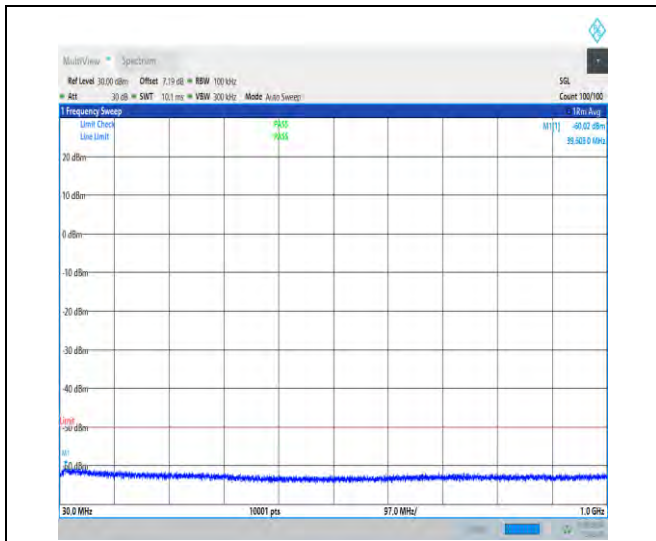 MultiView Spectrum
Ref Level 30.00 dBm Offset 7.19 dB RBW 100 kHz SGL
Att 30 dB SWT 10.1 ms VBW 300 kHz Mode Auto Sweep Count 100/100
1 Frequency Sweep 1Rm Avg
Limit Check PASS M1[1] -60.02 dBm
Line Limit PASS 39.603.0 MHz
20 dBm
10 dBm
0 dBm
-10 dBm
-20 dBm
-30 dBm
-40 dBm
Limit
-50 dBm
M1
-60 dBm
30.0 MHz 10001 pts 97.0 MHz/ 1.0 GHz